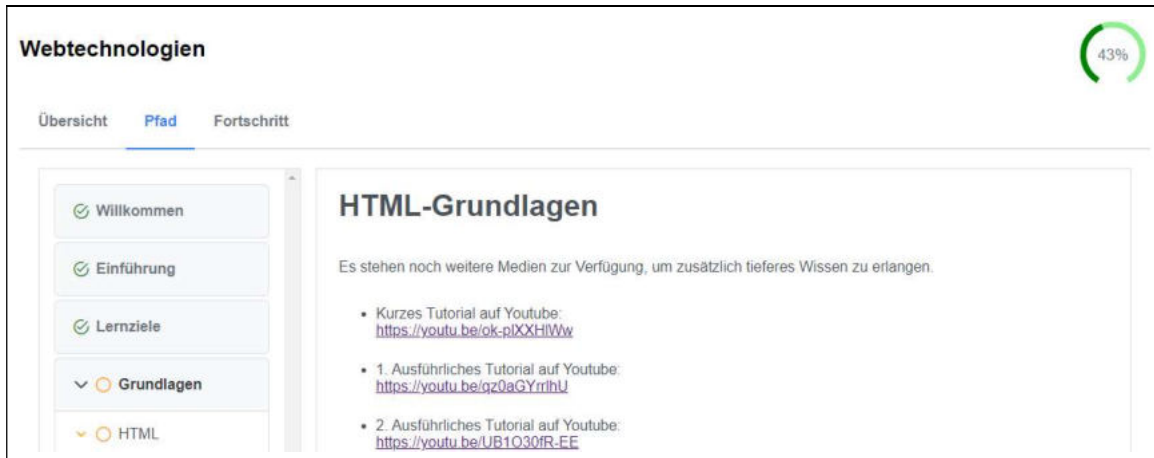 Webtechnologien
43%
Übersicht Pfad Fortschritt
Willkommen
Einführung
Lernziele
Grundlagen
HTML
HTML-Grundlagen
Es stehen noch weitere Medien zur Verfügung, um zusätzlich tieferes Wissen zu erlangen.
• Kurzes Tutorial auf Youtube:
https://youtu.be/ok-plXXHlWw
• 1. Ausführliches Tutorial auf Youtube:
https://youtu.be/qz0aGYrrlhU
• 2. Ausführliches Tutorial auf Youtube:
https://youtu.be/UB1O30fR-EE